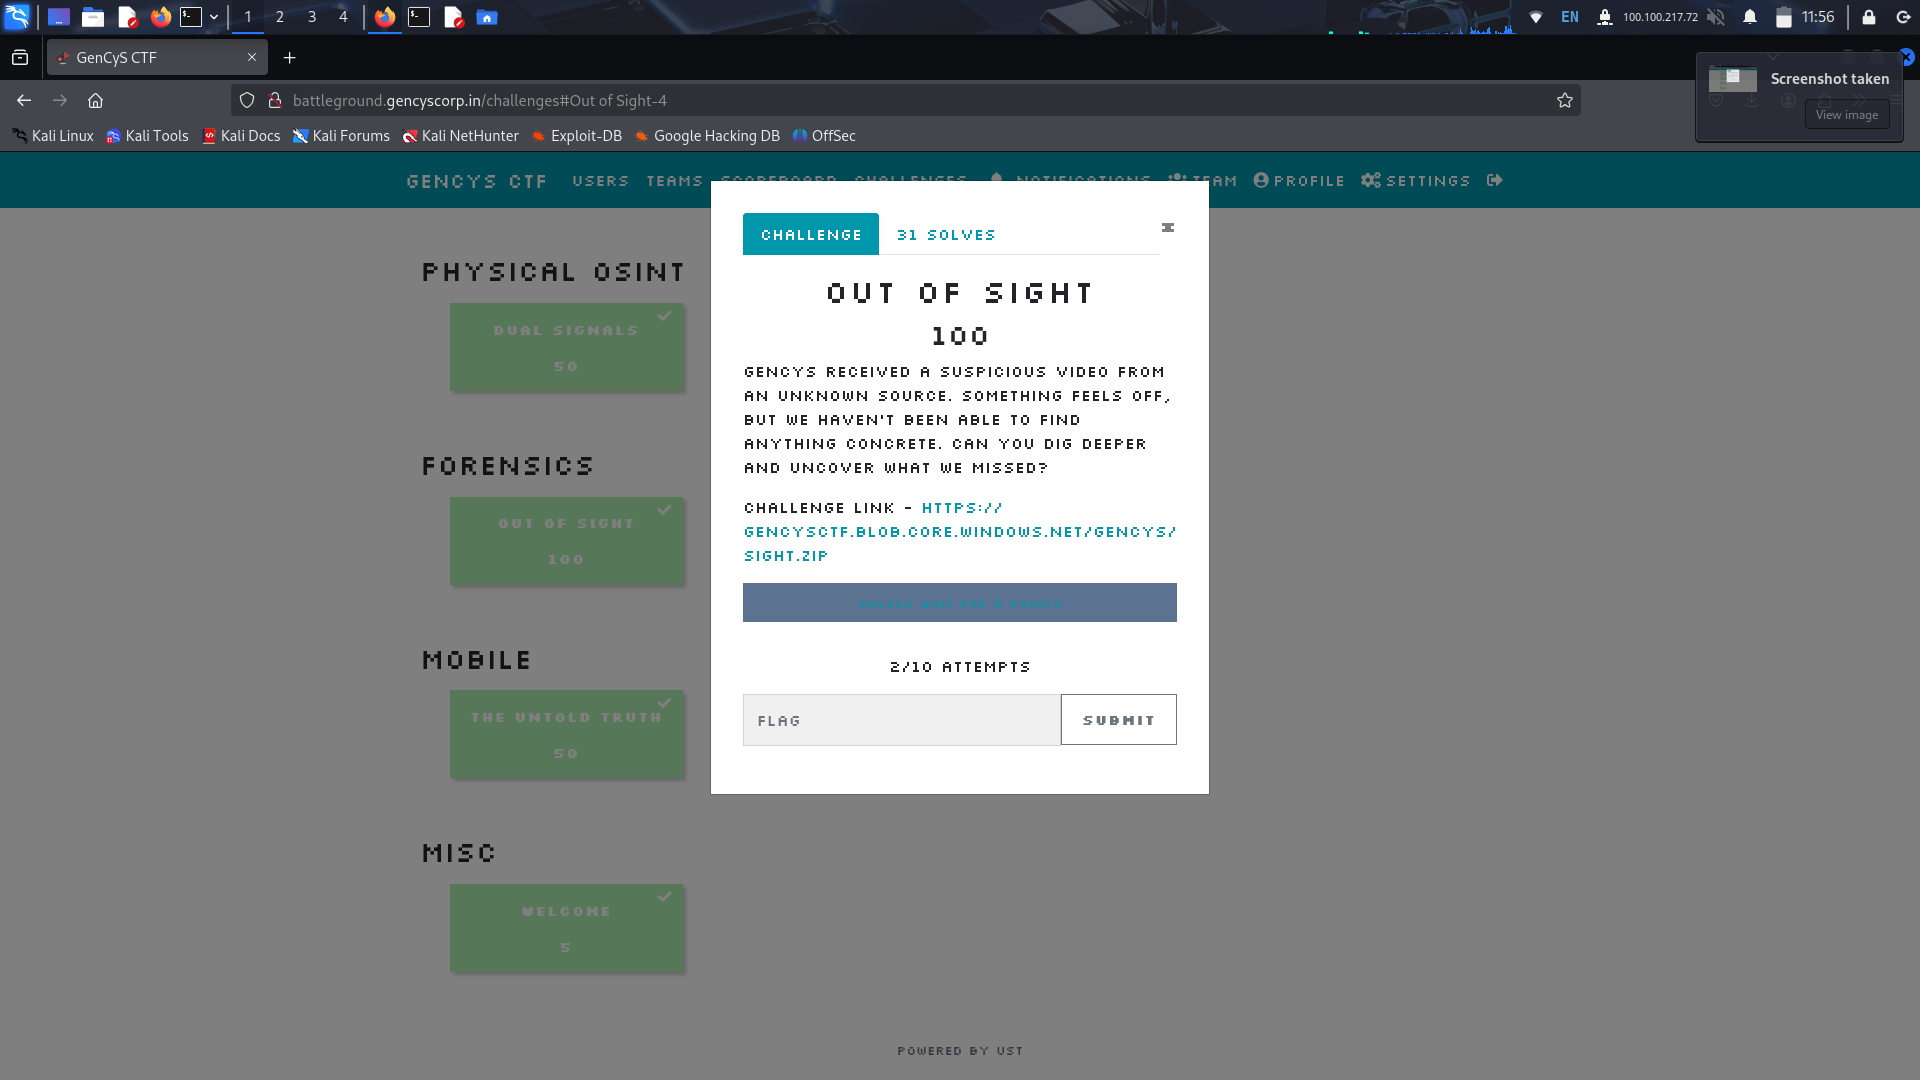 1 2 3 4
EN
100.100.217.72
11:56
GenCyS CTF
Screenshot taken
View image
battleground.gencyscorp.in/challenges#Out of Sight-4
Kali Linux Kali Tools Kali Docs Kali Forums Kali NetHunter Exploit-DB Google Hacking DB OffSec
GENCYS CTF USERS TEAMS SCOREBOARD CHALLENGES NOTIFICATIONS TEAM PROFILE SETTINGS
CHALLENGE 31 SOLVES
OUT OF SIGHT
100
GENCYS RECEIVED A SUSPICIOUS VIDEO FROM
AN UNKNOWN SOURCE. SOMETHING FEELS OFF,
BUT WE HAVEN'T BEEN ABLE TO FIND
ANYTHING CONCRETE. CAN YOU DIG DEEPER
AND UNCOVER WHAT WE MISSED?
CHALLENGE LINK - HTTPS://
GENCYSCTF.BLOB.CORE.WINDOWS.NET/GENCYS/
SIGHT.ZIP
2/10 ATTEMPTS
FLAG
SUBMIT
PHYSICAL OSINT
DUAL SIGNALS
50
FORENSICS
OUT OF SIGHT
100
MOBILE
THE UNTOLD TRUTH
50
MISC
WELCOME
5
POWERED BY UST